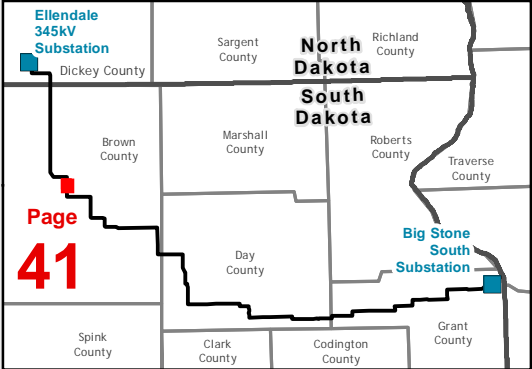 Ellendale
345kV
Substation
Dickey County
Sargent
County
North
Dakota
Richland
County
South
Dakota
Brown
County
Marshall
County
Roberts
County
Traverse
County
Page
41
Day
County
Big Stone
South
Substation
Spink
County
Clark
County
Codington
County
Grant
County